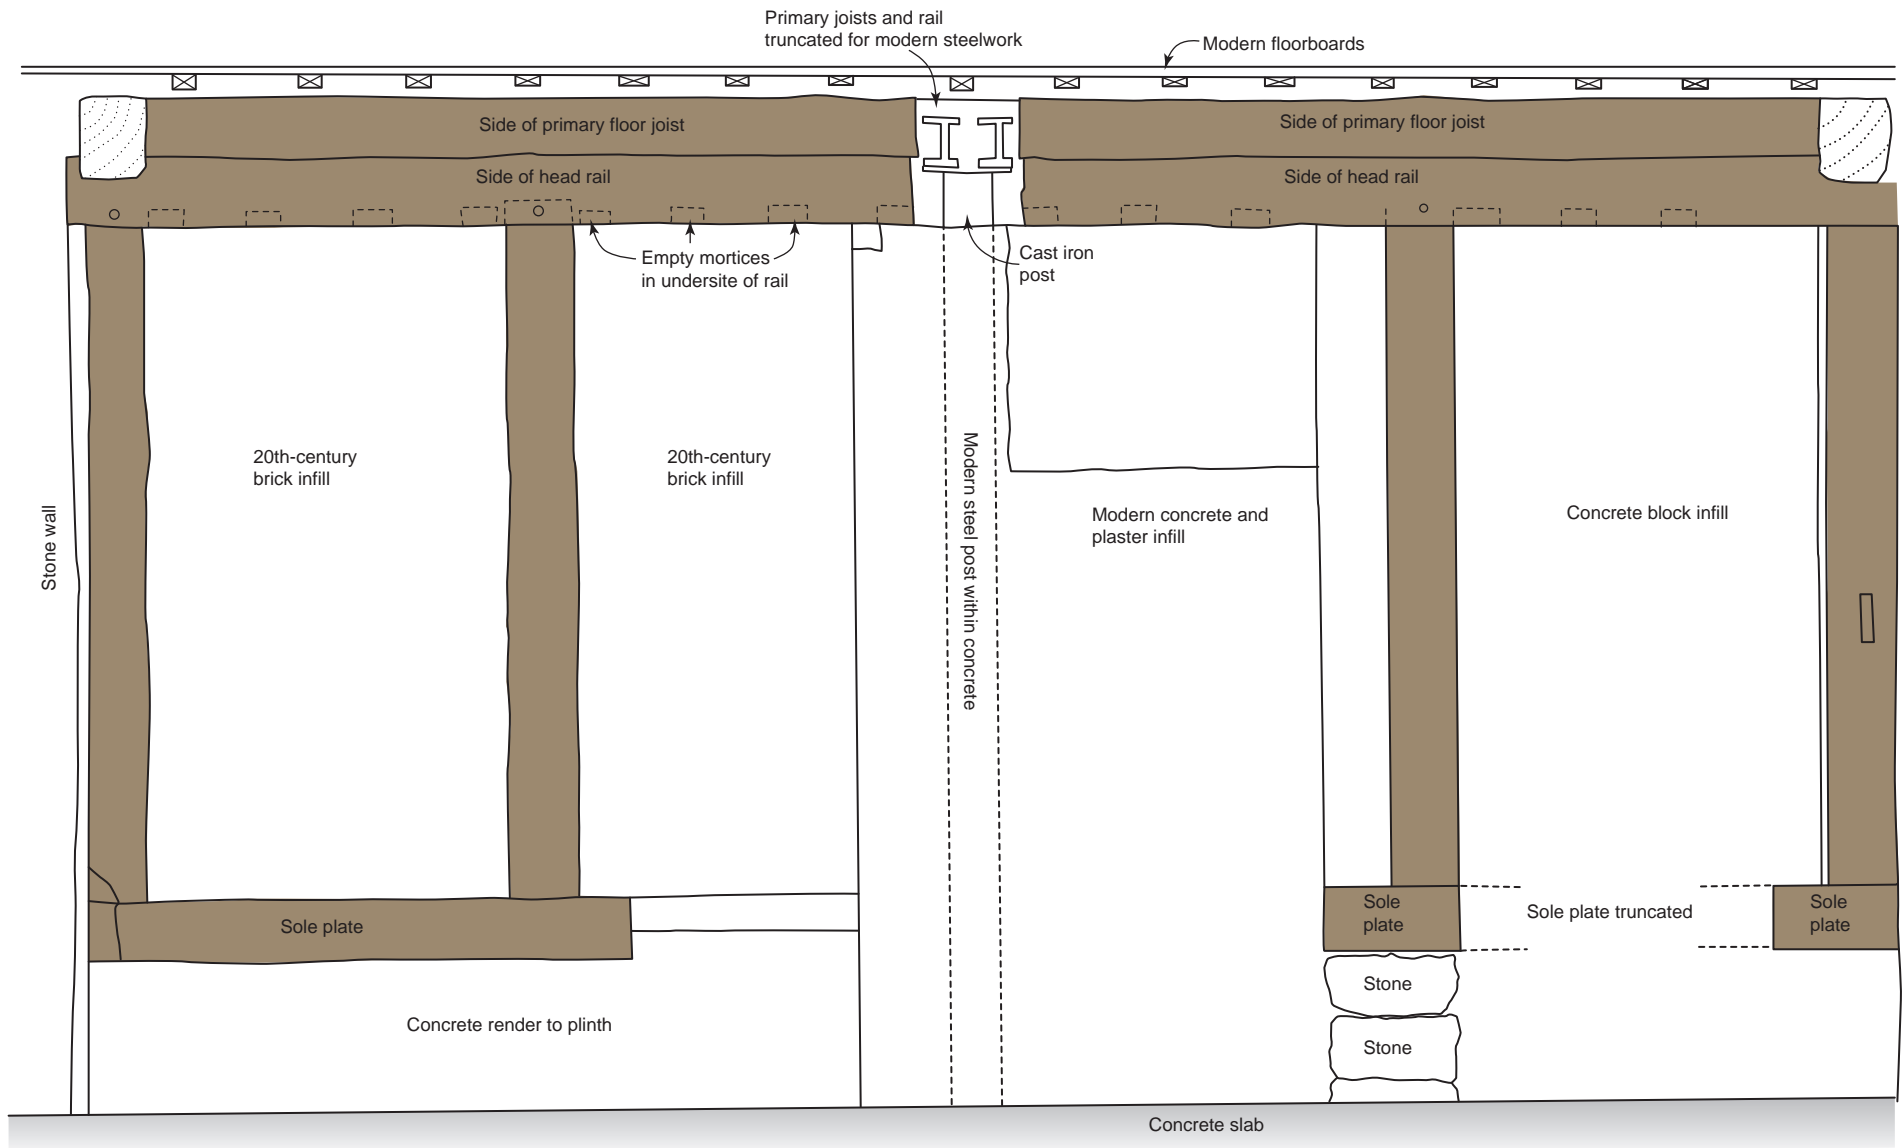 Primary joists and rail
truncated for modern steelwork
Modern floorboards
Side of primary floor joist
Side of primary floor joist
Side of head rail
Side of head rail
Empty mortices
in undersite of rail
Cast iron
post
20th-century
brick infill
20th-century
brick infill
Stone wall
Modern steel post within concrete
Modern concrete and
plaster infill
Concrete block infill
Sole plate
Sole
plate
Sole plate truncated
Sole
plate
Stone
Stone
Concrete render to plinth
Concrete slab